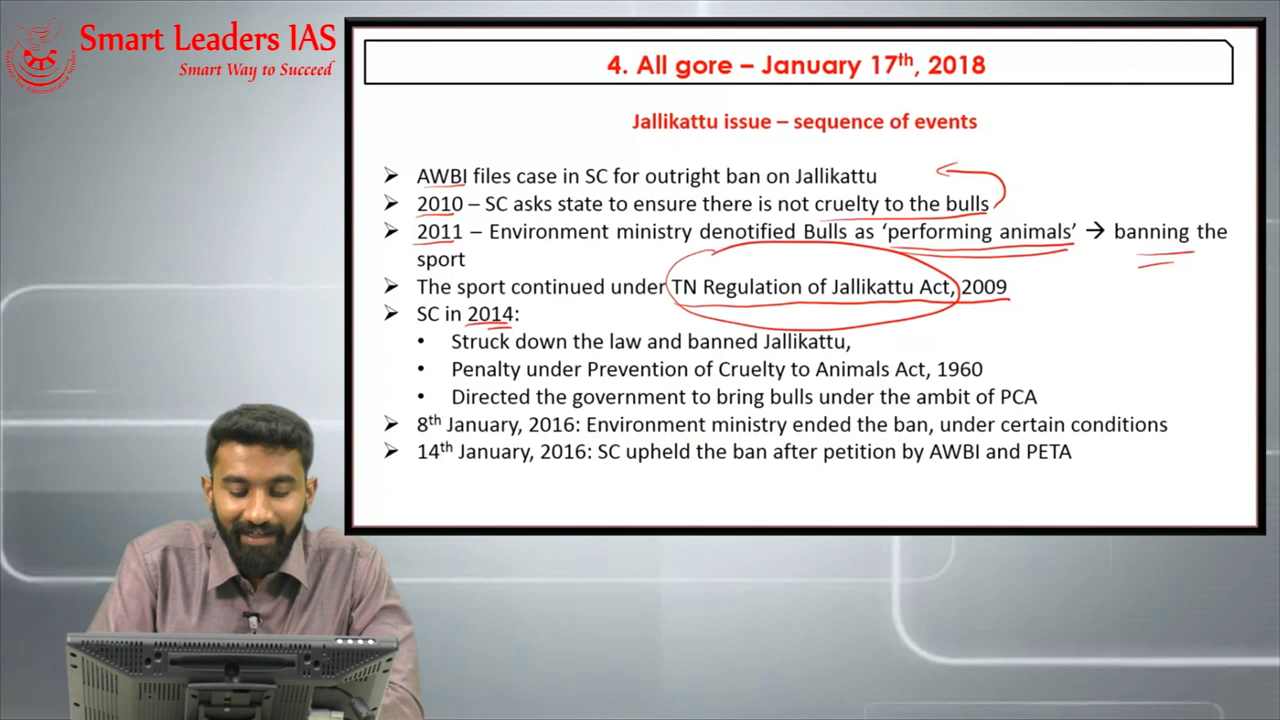 Smart Leaders IAS
Smart Way to Succeed
4. All gore – January 17th, 2018
Jallikattu issue – sequence of events
➢ AWBI files case in SC for outright ban on Jallikattu
➢ 2010 – SC asks state to ensure there is not cruelty to the bulls
➢ 2011 – Environment ministry denotified Bulls as ‘performing animals’ → banning the
sport
➢ The sport continued under TN Regulation of Jallikattu Act, 2009
➢ SC in 2014:
• Struck down the law and banned Jallikattu,
• Penalty under Prevention of Cruelty to Animals Act, 1960
• Directed the government to bring bulls under the ambit of PCA
➢ 8th January, 2016: Environment ministry ended the ban, under certain conditions
➢ 14th January, 2016: SC upheld the ban after petition by AWBI and PETA